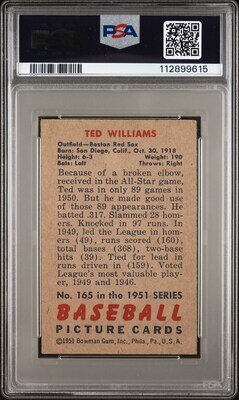 PSA
112899615
TED WILLIAMS
Outfield—Boston Red Sox
Born: San Diego, Calif., Oct. 30, 1918
Height: 6-3 Weight: 190
Bats: Left Throws: Right
Because of a broken elbow,
received in the All-Star game,
Ted was in only 89 games in
1950. But he made good use of
those 89 appearances. He
batted .317. Slammed 28 hom-
ers. Knocked in 97 runs. In
1949, led the League in hom-
ers (49), runs scored (160),
total bases (368), two-base
hits (39). Tied for lead in
runs driven in (159). Voted
League's most valuable play-
er, 1949 and 1946.
No. 165 in the 1951 SERIES
BASEBALL
PICTURE CARDS
©1951 Bowman Gum, Inc., Phila., Pa., U.S.A.